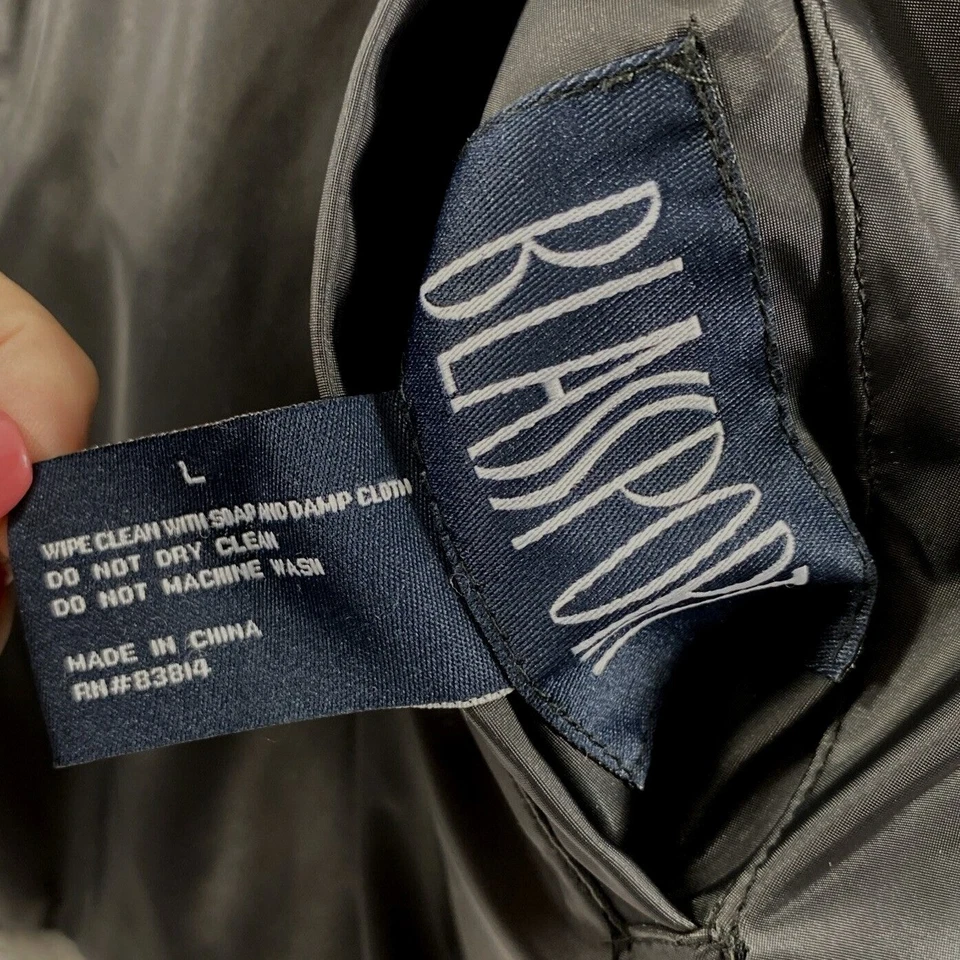 BLASSPORT
L
WIPE CLEAN WITH SOAP AND DAMP CLOTH
DO NOT DRY CLEAN
DO NOT MACHINE WASH
MADE IN CHINA
RN#83814